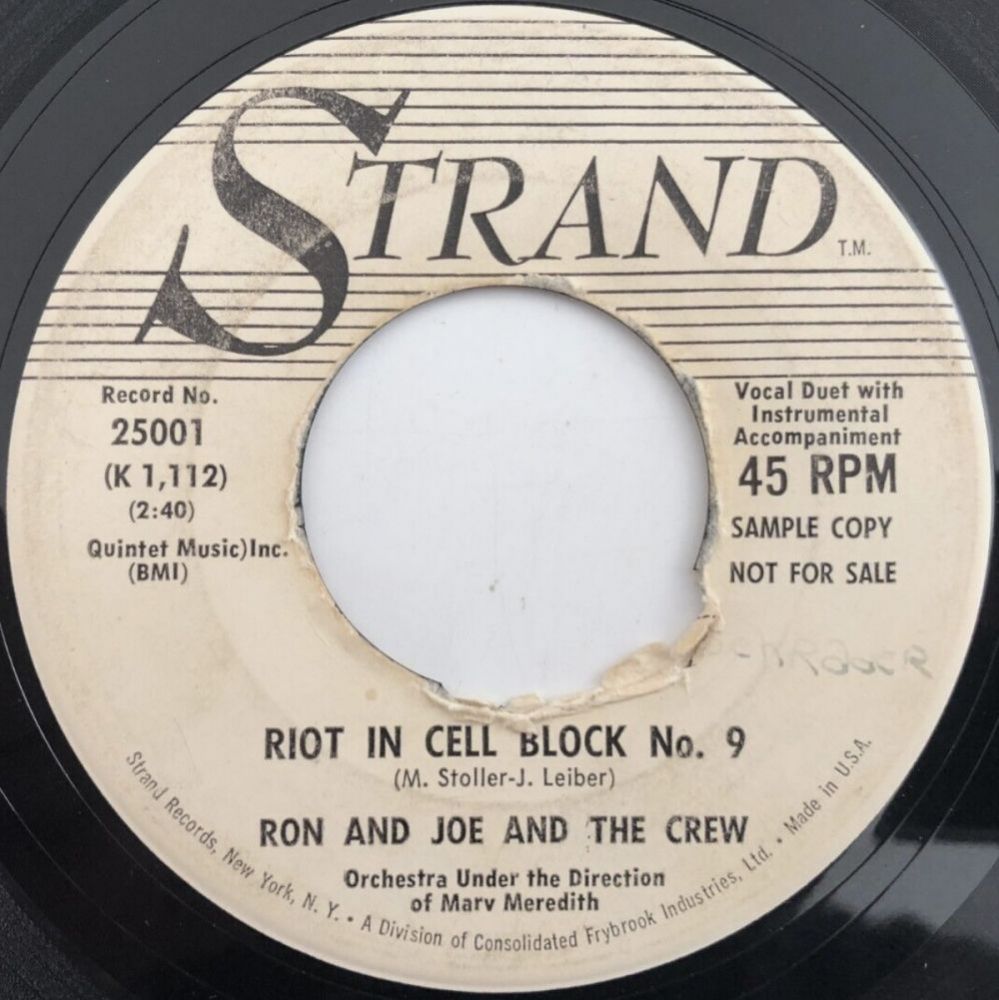 STRAND
T.M.
Record No.
25001
(K 1,112)
(2:40)
Quintet Music)Inc.
(BMI)
Vocal Duet with
Instrumental
Accompaniment
45 RPM
SAMPLE COPY
NOT FOR SALE
RIOT IN CELL BLOCK No. 9
(M. Stoller-J. Leiber)
RON AND JOE AND THE CREW
Orchestra Under the Direction
of Marv Meredith
Strand Records, New York, N. Y. • A Division of Consolidated Frybrook Industries, Ltd. • Made in U.S.A.